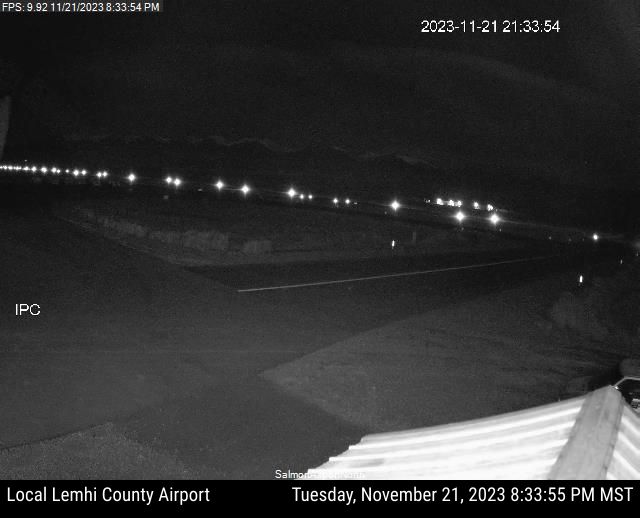 FPS: 9.92 11/21/2023 8:33:54 PM
2023-11-21 21:33:54
IPC
Local Lemhi County Airport
Tuesday, November 21, 2023 8:33:55 PM MST